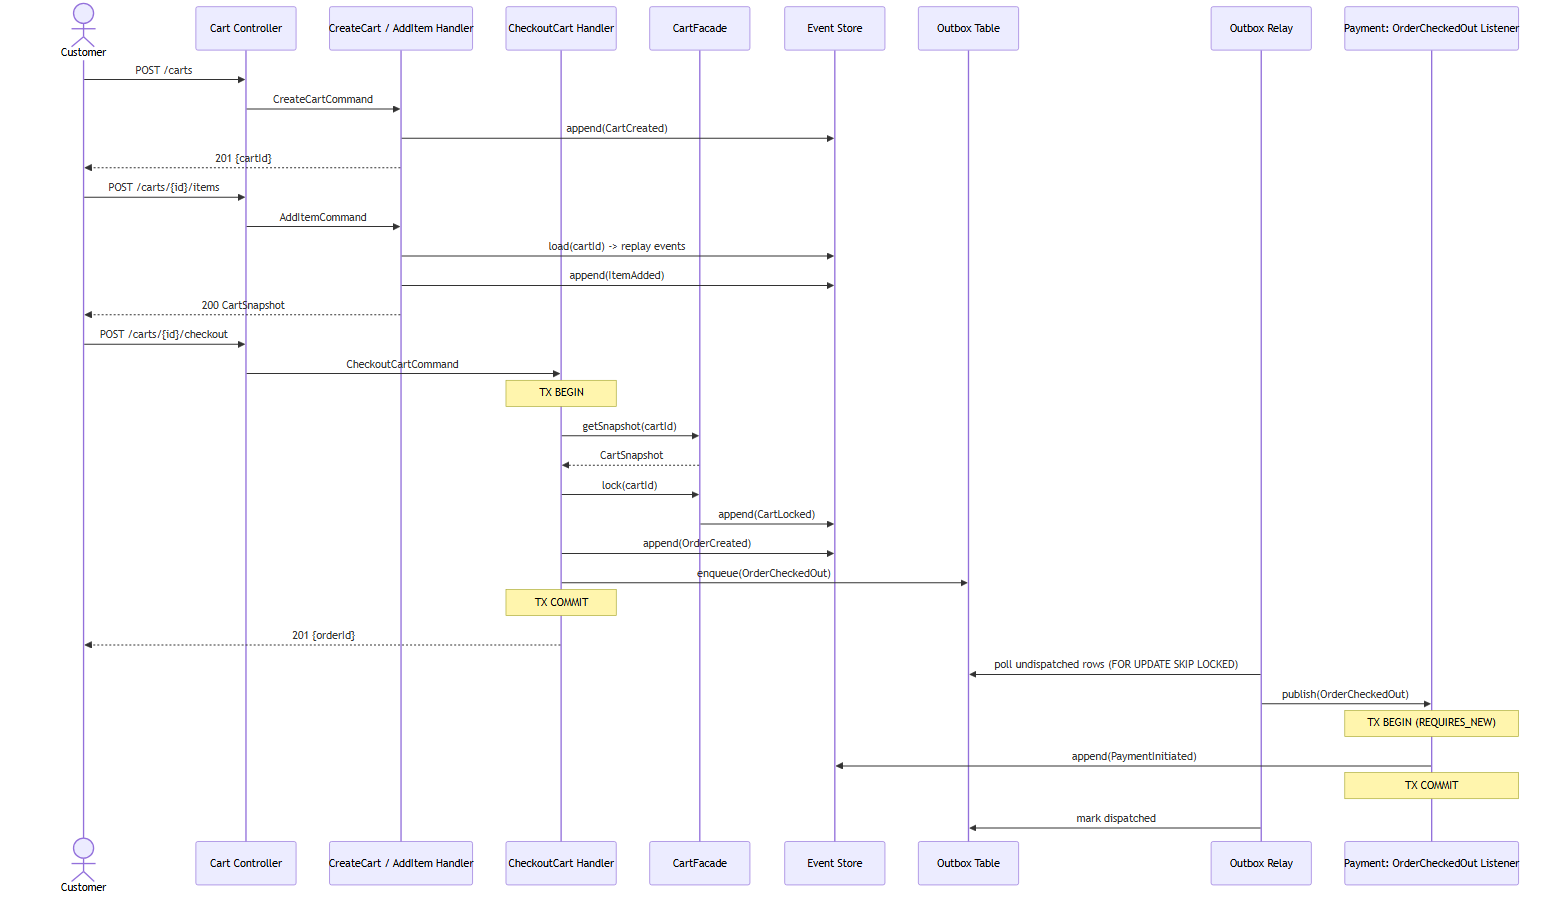 Customer
Cart Controller
CreateCart / AddItem Handler
CheckoutCart Handler
CartFacade
Event Store
Outbox Table
Outbox Relay
Payment: OrderCheckedOut Listener
POST /carts
CreateCartCommand
append(CartCreated)
201 {cartId}
POST /carts/{id}/items
AddItemCommand
load(cartId) -> replay events
append(ItemAdded)
200 CartSnapshot
POST /carts/{id}/checkout
CheckoutCartCommand
TX BEGIN
getSnapshot(cartId)
CartSnapshot
lock(cartId)
append(CartLocked)
append(OrderCreated)
enqueue(OrderCheckedOut)
TX COMMIT
201 {orderId}
poll undispatched rows (FOR UPDATE SKIP LOCKED)
publish(OrderCheckedOut)
TX BEGIN (REQUIRES_NEW)
append(PaymentInitiated)
TX COMMIT
mark dispatched
Customer
Cart Controller
CreateCart / AddItem Handler
CheckoutCart Handler
CartFacade
Event Store
Outbox Table
Outbox Relay
Payment: OrderCheckedOut Listener